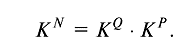 K^N = K^Q · K^P.